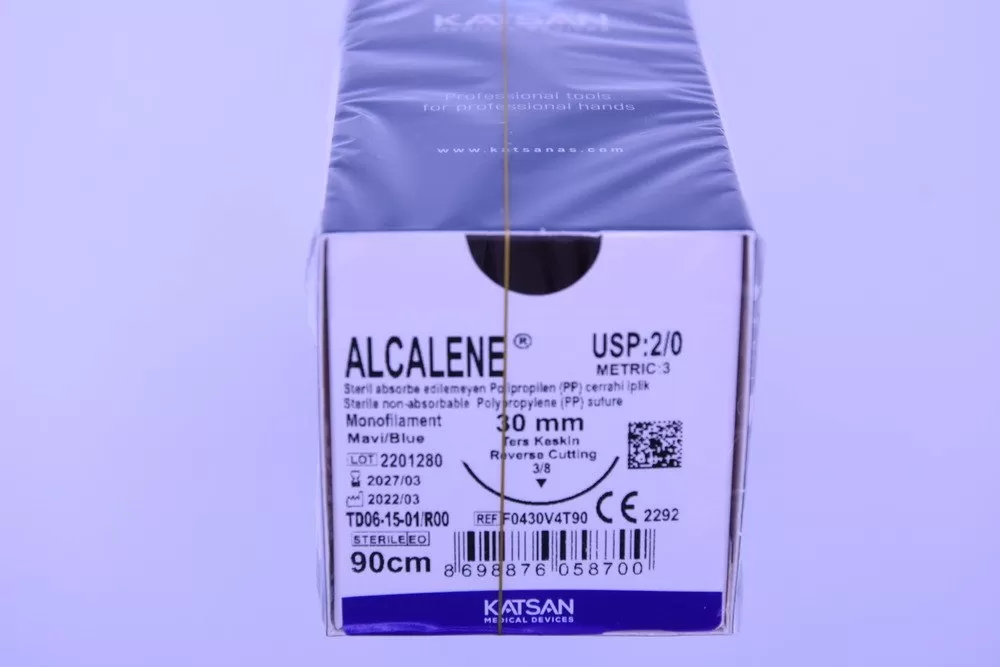 KATSAN
MEDICAL DEVICES
Professional tools
for professional hands
www.katsanas.com
ALCALENE®
USP:2/0
METRIC:3
Steril absorbe edilemeyen Polipropilen (PP) cerrahi iplik
Sterile non-absorbable Polypropylene (PP) suture
Monofilament
30 mm
Mavi/Blue
Ters Keskin
Reverse Cutting
3/8
LOT 2201280
2027/03
2022/03
TD06-15-01/R00
REF F0430V4T90
CE 2292
STERILE EO
90cm
8698876 058700
KATSAN
MEDICAL DEVICES